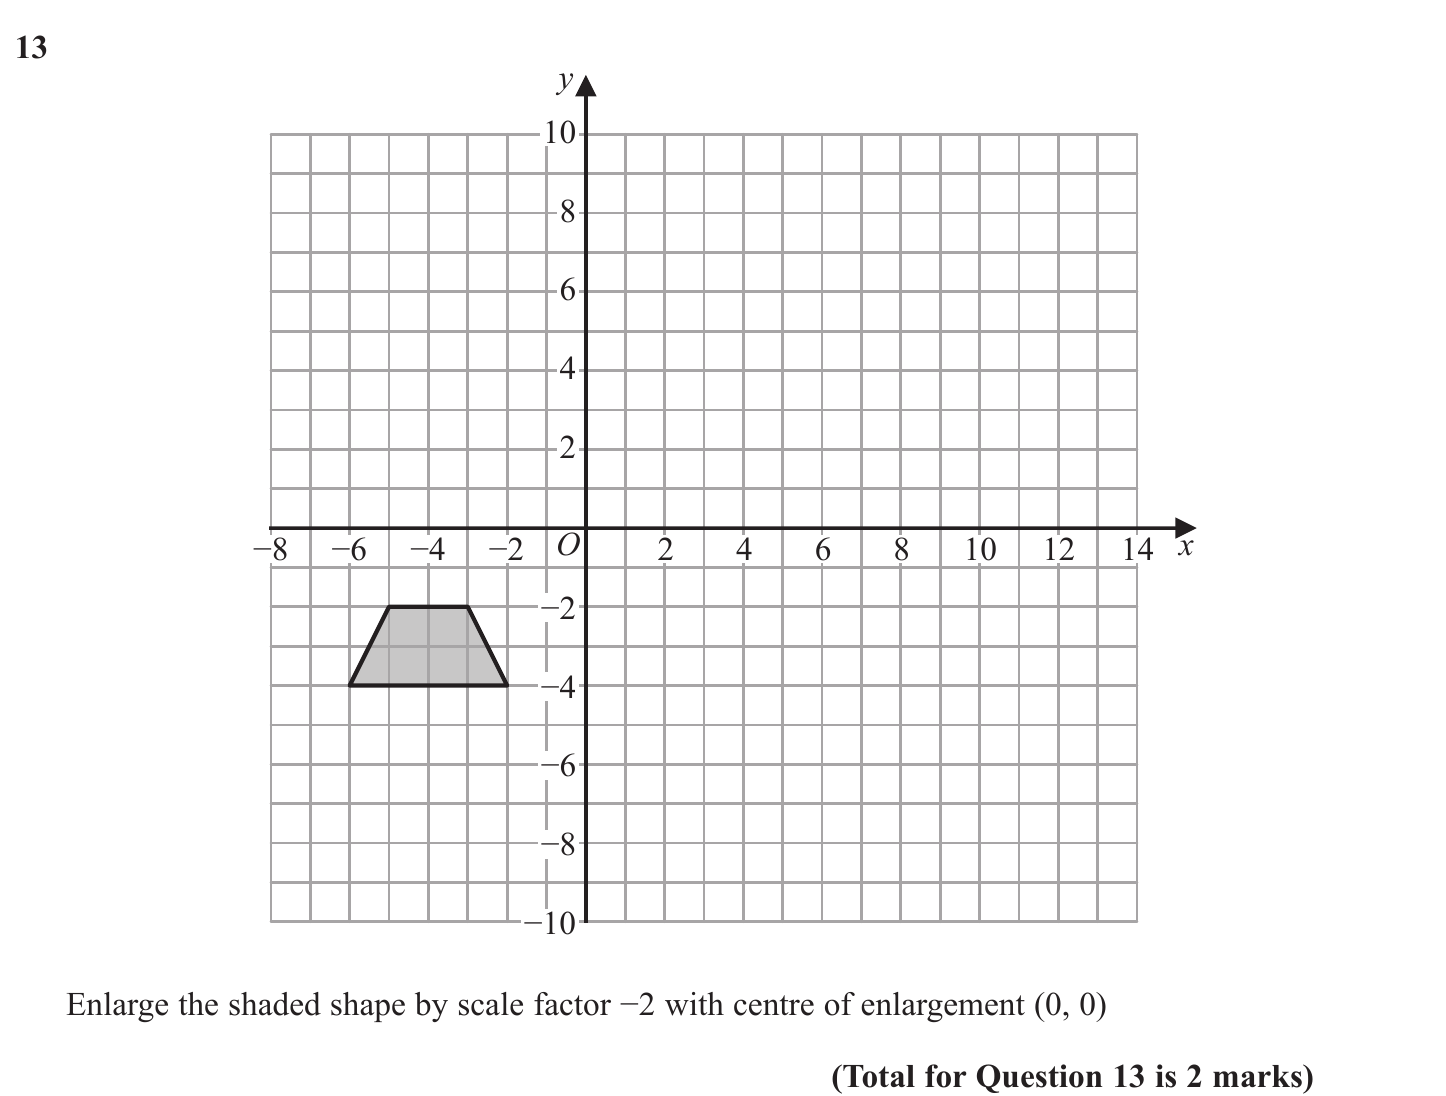 13
y
10
8
6
4
2
−8 −6 −4 −2 O 2 4 6 8 10 12 14 x
−2
−4
−6
−8
−10
Enlarge the shaded shape by scale factor −2 with centre of enlargement (0, 0)
(Total for Question 13 is 2 marks)